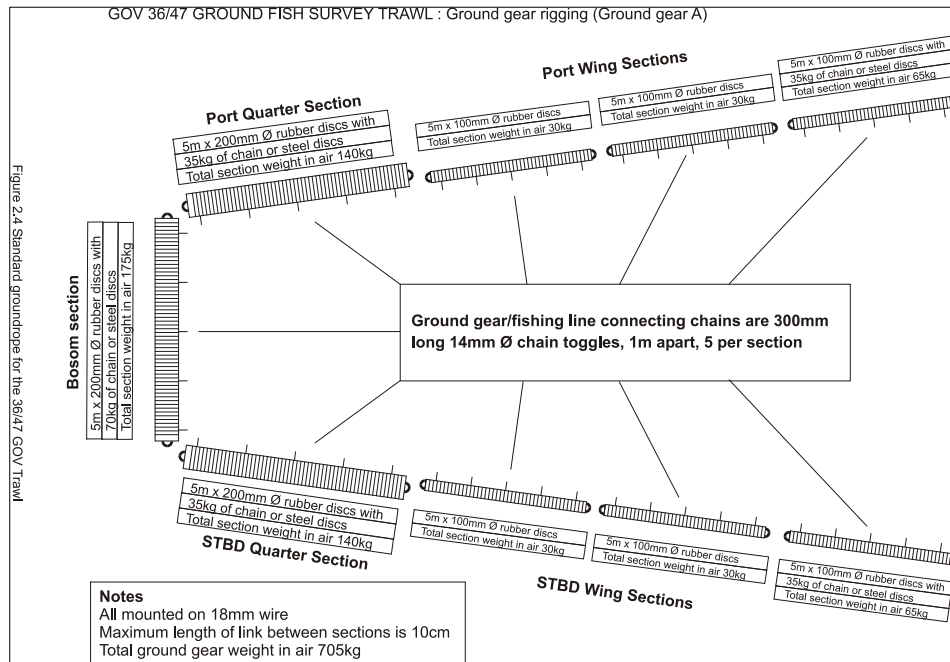 GOV 36/47 GROUND FISH SURVEY TRAWL : Ground gear rigging (Ground gear A)
Port Wing Sections
5m x 100mm Ø rubber discs with
35kg of chain or steel discs
Total section weight in air 65kg
5m x 100mm Ø rubber discs
Total section weight in air 30kg
5m x 100mm Ø rubber discs
Total section weight in air 30kg
Port Quarter Section
5m x 200mm Ø rubber discs with
35kg of chain or steel discs
Total section weight in air 140kg
Figure 2.4 Standard groundrope for the 36/47 GOV Trawl
Bosom section
5m x 200mm Ø rubber discs with
70kg of chain or steel discs
Total section weight in air 175kg
Ground gear/fishing line connecting chains are 300mm
long 14mm Ø chain toggles, 1m apart, 5 per section
5m x 200mm Ø rubber discs with
35kg of chain or steel discs
Total section weight in air 140kg
STBD Quarter Section
5m x 100mm Ø rubber discs
Total section weight in air 30kg
5m x 100mm Ø rubber discs
Total section weight in air 30kg
5m x 100mm Ø rubber discs with
35kg of chain or steel discs
Total section weight in air 65kg
STBD Wing Sections
Notes
All mounted on 18mm wire
Maximum length of link between sections is 10cm
Total ground gear weight in air 705kg